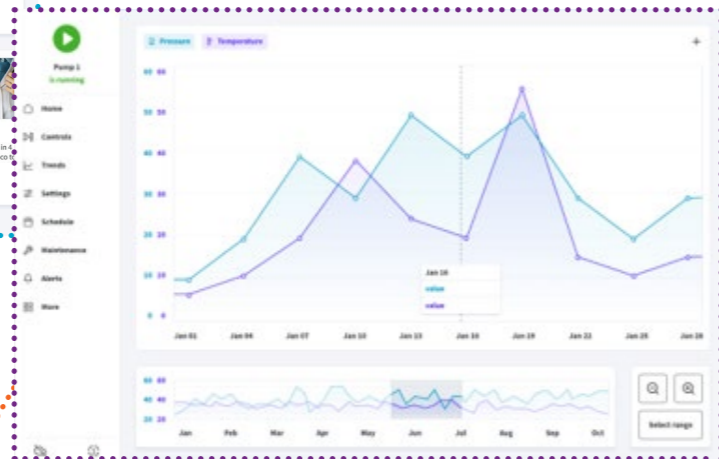 Pump 1
is running
Home
Controls
Trends
Settings
Schedule
Maintenance
Alerts
More
Pressure Temperature
60 60
50 50
40 40
30 30
20 20
10 10
0 0
Jan 16
value
value
Jan 01 Jan 04 Jan 07 Jan 10 Jan 13 Jan 16 Jan 19 Jan 22 Jan 25 Jan 28
60 60
40 40
20 20
Jan Feb Mar Apr May Jun Jul Aug Sep Oct
Select range
in 4
co t